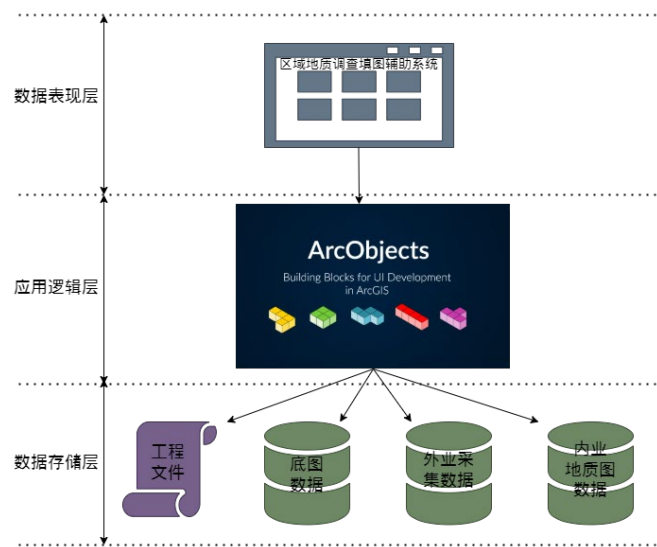 区域地质调查填图辅助系统
数据表现层
ArcObjects
Building Blocks for UI Development
in ArcGIS
应用逻辑层
数据存储层
工程
文件
底图
数据
外业采
集数据
内业
地质图
数据